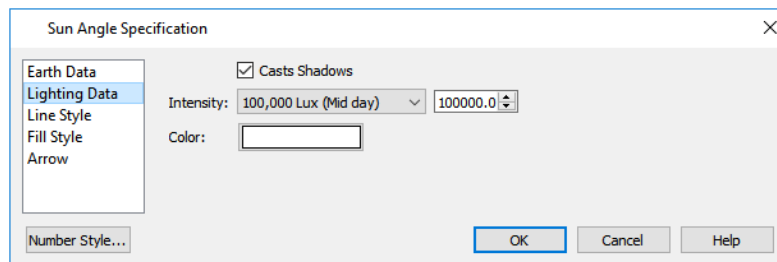 Sun Angle Specification
Earth Data
Lighting Data
Line Style
Fill Style
Arrow
Casts Shadows
Intensity: 100,000 Lux (Mid day) 100000.0
Color:
Number Style...
OK Cancel Help